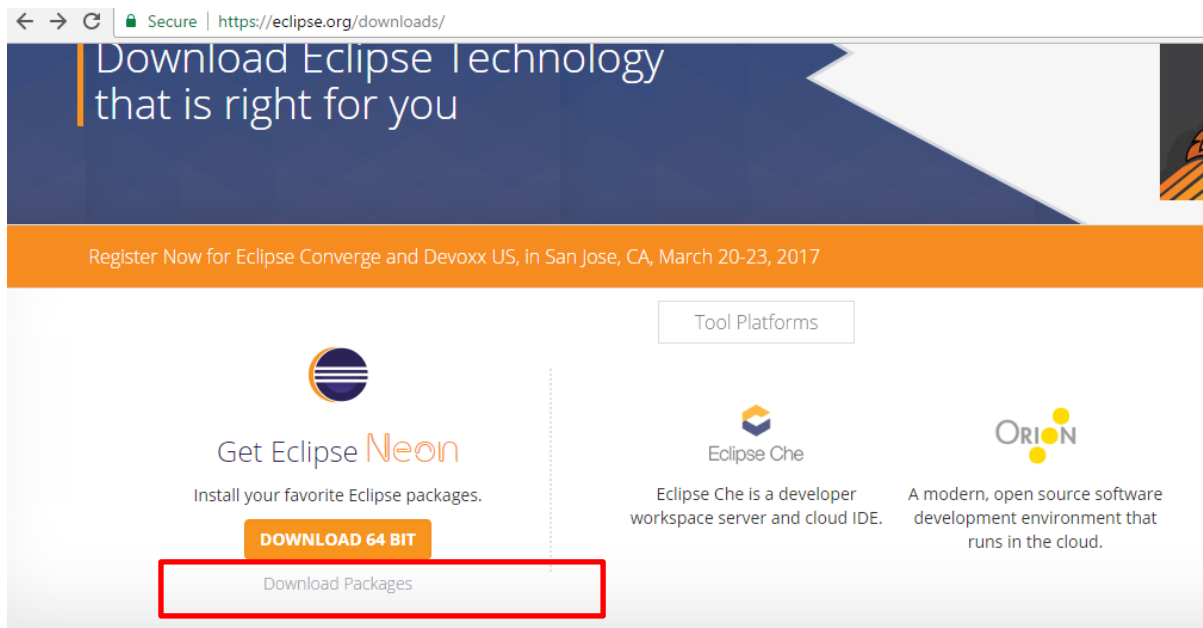 Secure | https://eclipse.org/downloads/
Download Eclipse Technology
that is right for you
Register Now for Eclipse Converge and Devoxx US, in San Jose, CA, March 20-23, 2017
Tool Platforms
Get Eclipse Neon
Install your favorite Eclipse packages.
DOWNLOAD 64 BIT
Download Packages
Eclipse Che
Eclipse Che is a developer
workspace server and cloud IDE.
ORION
A modern, open source software
development environment that
runs in the cloud.